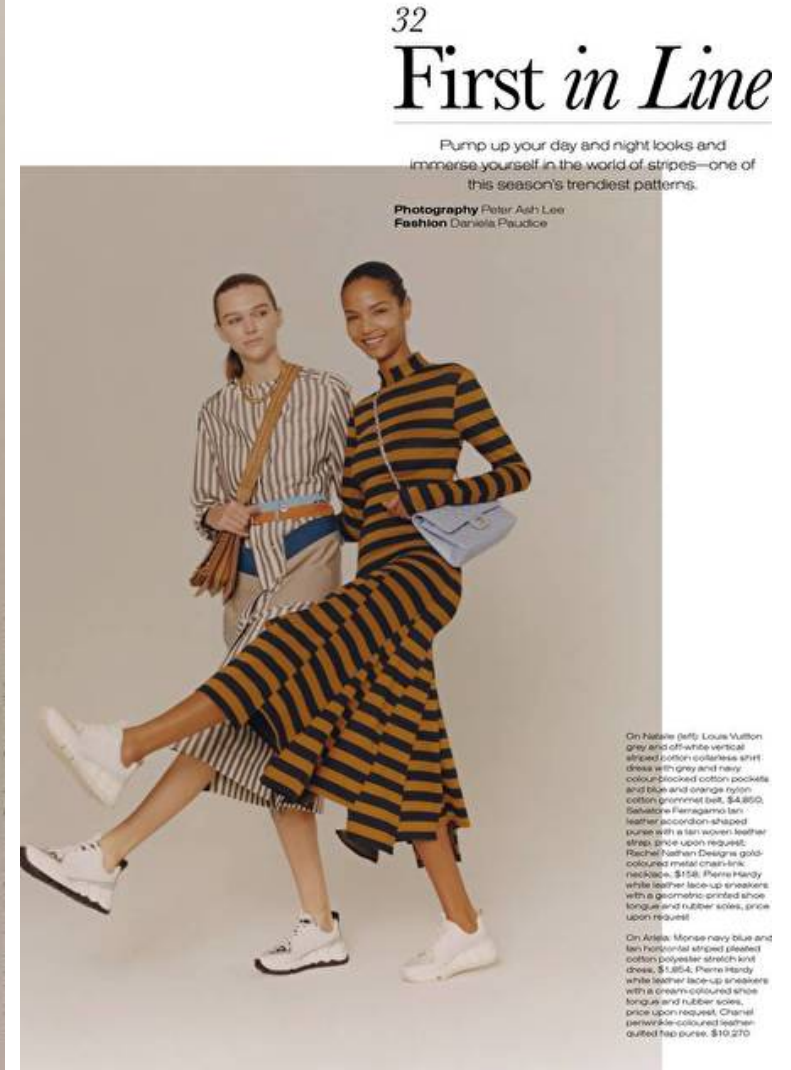 32
First in Line
Pump up your day and night looks and
immerse yourself in the world of stripes—one of
this season's trendiest patterns.
Photography Peter Ash Lee
Fashion Daniela Paudice
On Natalie (left): Louis Vuitton
grey and off-white vertical
striped cotton collarless shirt
dress with grey and navy
colour-blocked cotton pockets
and blue and orange nylon
cotton grommet belt, $4,850;
Salvatore Ferragamo tan
leather accordion-shaped
purse with a tan woven leather
strap, price upon request;
Rachel Nathan Designs gold-
coloured metal chain-link
necklace, $158; Pierre Hardy
white leather lace-up sneakers
with a geometric-printed shoe
tongue and rubber soles, price
upon request
On Ariela: Monse navy blue and
tan horizontal striped pleated
cotton polyester stretch knit
dress, $1,854; Pierre Hardy
white leather lace-up sneakers
with a cream-coloured shoe
tongue and rubber soles,
price upon request; Chanel
periwinkle-coloured leather-
quilted flap purse, $10,270